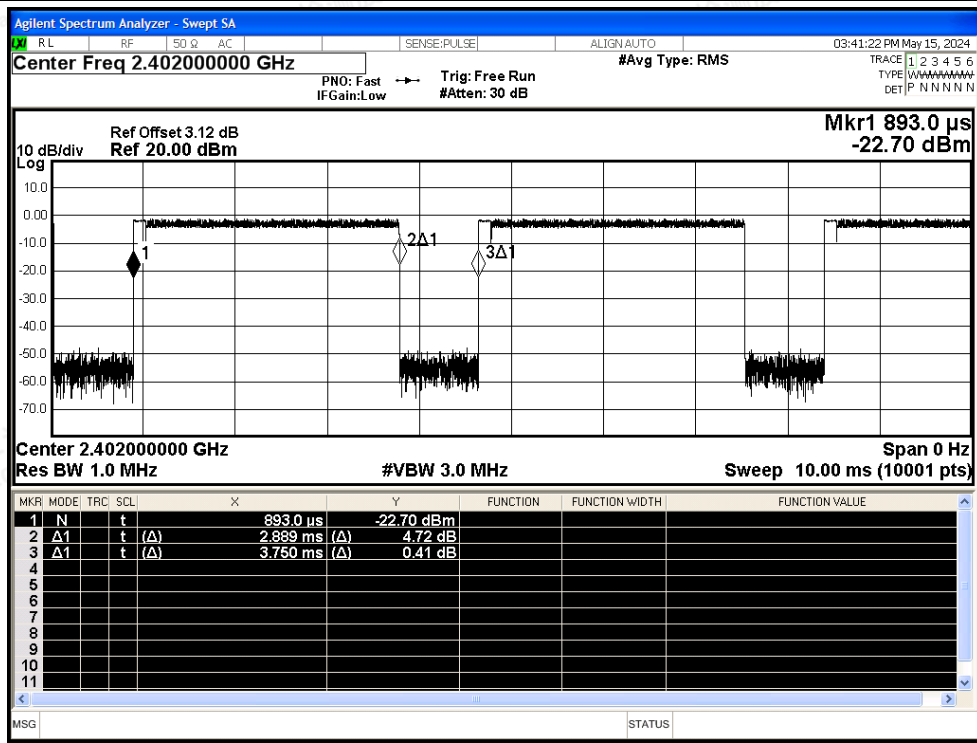 Agilent Spectrum Analyzer - Swept SA
LXI RL RF 50 Ω AC SENSE:PULSE ALIGN AUTO 03:41:22 PM May 15, 2024
Center Freq 2.402000000 GHz #Avg Type: RMS TRACE 1 2 3 4 5 6
PNO: Fast Trig: Free Run TYPE W
IFGain:Low #Atten: 30 dB DET P N N N N N
Mkr1 893.0 µs
Ref Offset 3.12 dB
10 dB/div Ref 20.00 dBm -22.70 dBm
Log
10.0
0.00
-10.0
1 2Δ1 3Δ1
-20.0
-30.0
-40.0
-50.0
-60.0
-70.0
Center 2.402000000 GHz Span 0 Hz
Res BW 1.0 MHz #VBW 3.0 MHz Sweep 10.00 ms (10001 pts)
MKR MODE TRC SCL X Y FUNCTION FUNCTION WIDTH FUNCTION VALUE
1 N t 893.0 µs -22.70 dBm
2 Δ1 t (Δ) 2.889 ms (Δ) 4.72 dB
3 Δ1 t (Δ) 3.750 ms (Δ) 0.41 dB
4
5
6
7
8
9
10
11
MSG STATUS